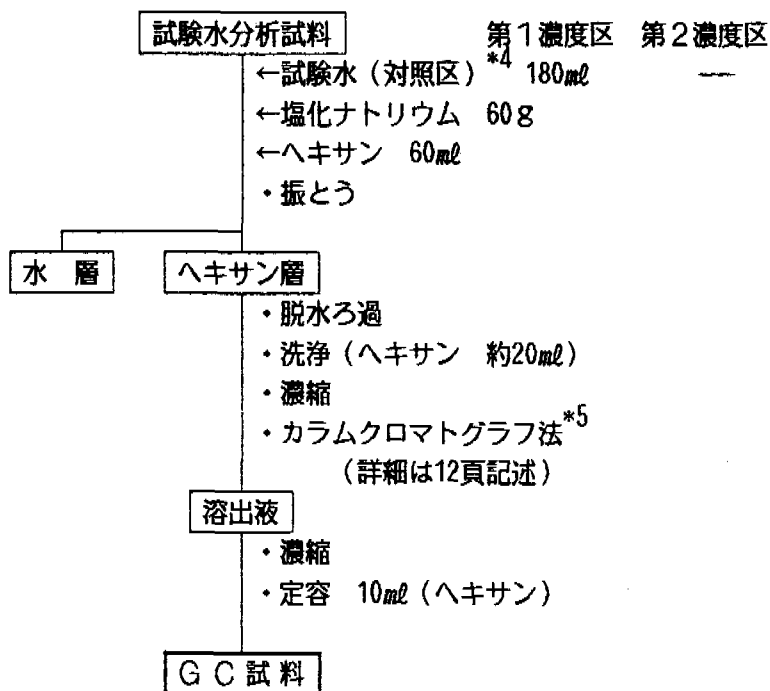 試験水分析試料　第１濃度区　第２濃度区
←試験水（対照区）*4　180㎖　―
←塩化ナトリウム　60ｇ
←ヘキサン　60㎖
・振とう
水　層　ヘキサン層
・脱水ろ過
・洗浄（ヘキサン　約20㎖）
・濃縮
・カラムクロマトグラフ法*5
（詳細は12頁記述）
溶出液
・濃縮
・定容　10㎖（ヘキサン）
ＧＣ試料